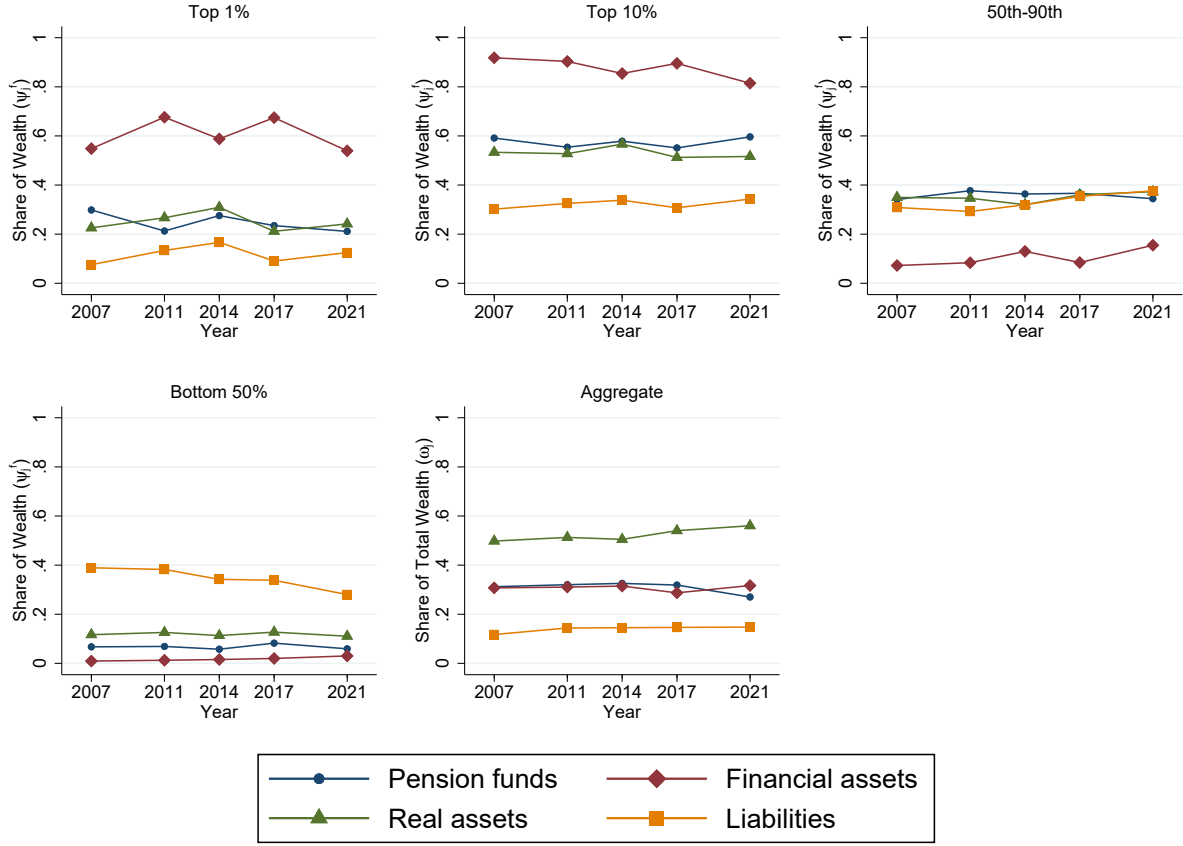 Top 1%
Share of Wealth (ψⱼᶠ)
1
.8
.6
.4
.2
0
2007 2011 2014 2017 2021
Year
Top 10%
Share of Wealth (ψⱼᶠ)
1
.8
.6
.4
.2
0
2007 2011 2014 2017 2021
Year
50th-90th
Share of Wealth (ψⱼᶠ)
1
.8
.6
.4
.2
0
2007 2011 2014 2017 2021
Year
Bottom 50%
Share of Wealth (ψⱼᶠ)
1
.8
.6
.4
.2
0
2007 2011 2014 2017 2021
Year
Aggregate
Share of Total Wealth (ωⱼ)
1
.8
.6
.4
.2
0
2007 2011 2014 2017 2021
Year
Pension funds Financial assets
Real assets Liabilities